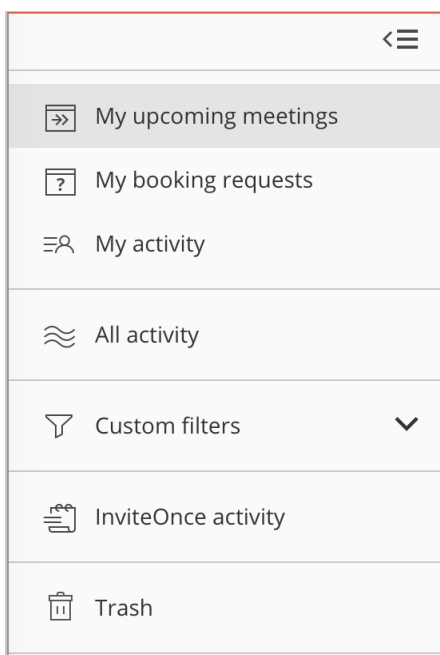 My upcoming meetings
? My booking requests
My activity
All activity
Custom filters
InviteOnce activity
Trash